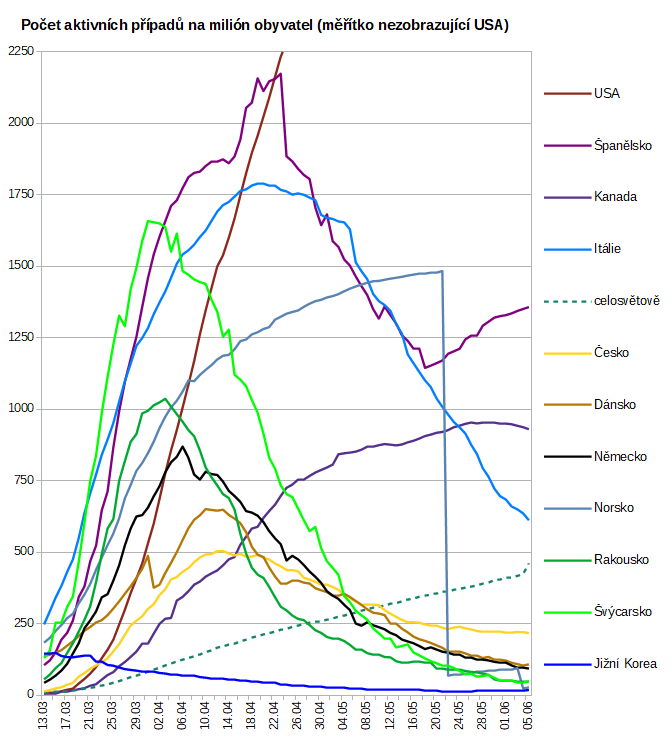 Počet aktivních případů na milión obyvatel (měřítko nezobrazující USA)
2250
2000
1750
1500
1250
1000
750
500
250
0
13.03
17.03
21.03
25.03
29.03
02.04
06.04
10.04
14.04
18.04
22.04
26.04
30.04
04.05
08.05
12.05
16.05
20.05
24.05
28.05
01.06
05.06
USA
Španělsko
Kanada
Itálie
celosvětově
Česko
Dánsko
Německo
Norsko
Rakousko
Švýcarsko
Jižní Korea